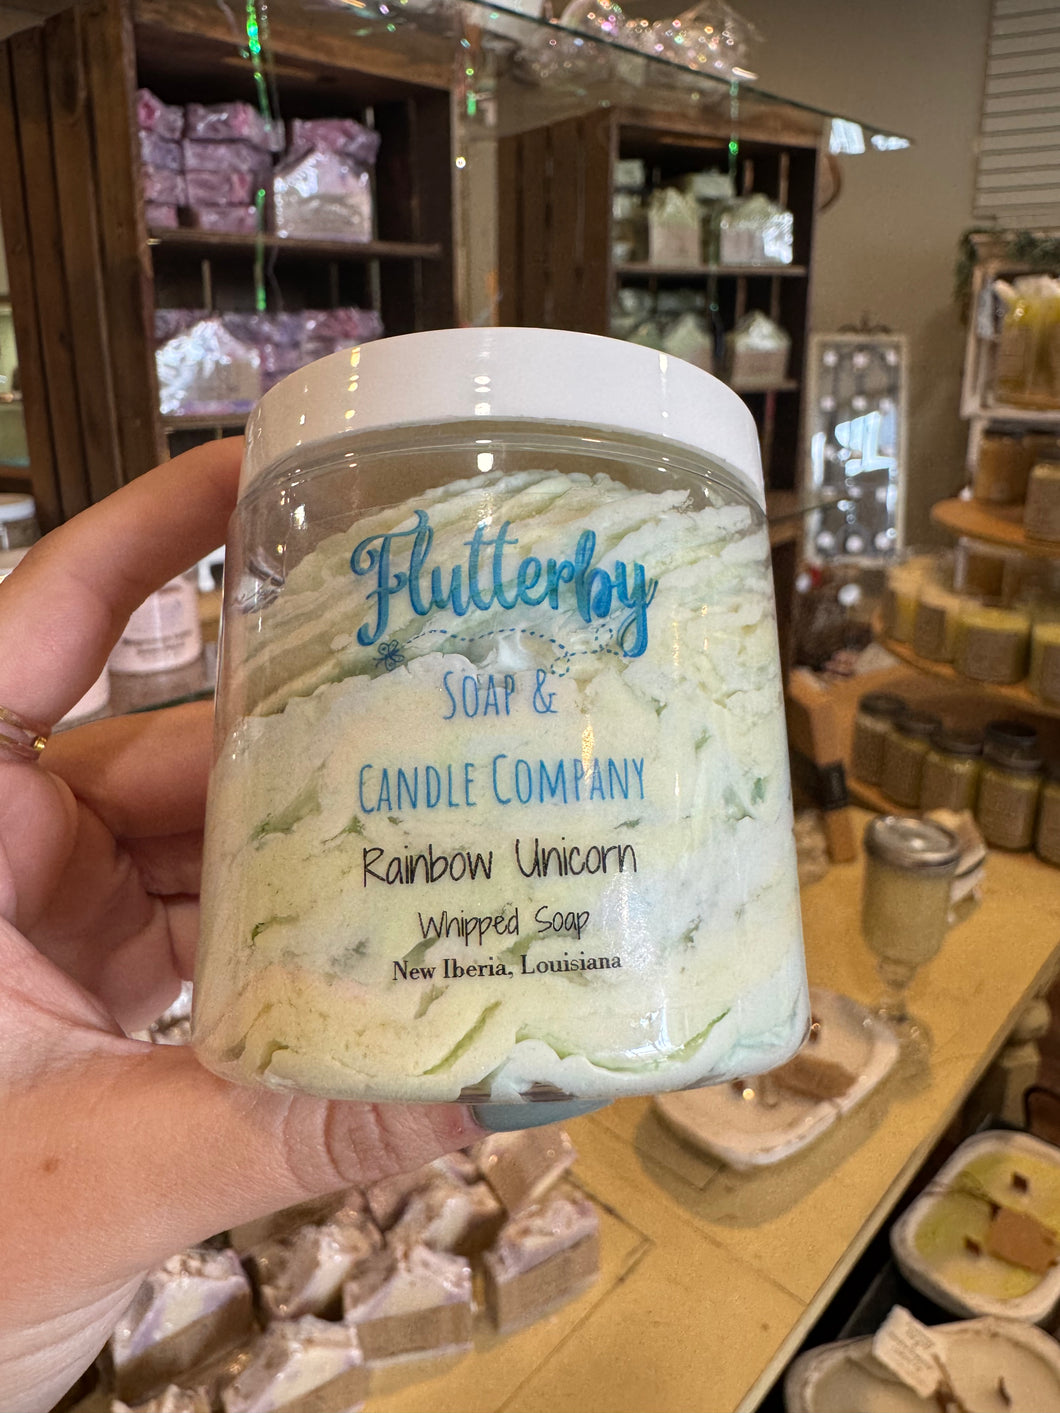 Flutterby
Soap &
Candle Company
Rainbow Unicorn
Whipped Soap
New Iberia, Louisiana